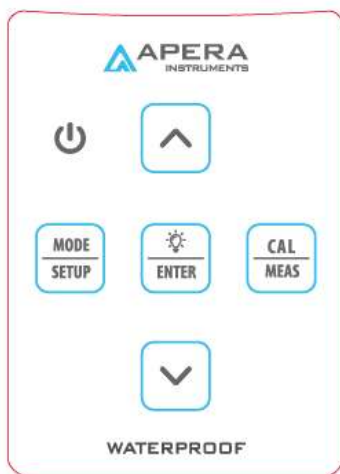 APERA
INSTRUMENTS
MODE
SETUP
ENTER
CAL
MEAS
WATERPROOF